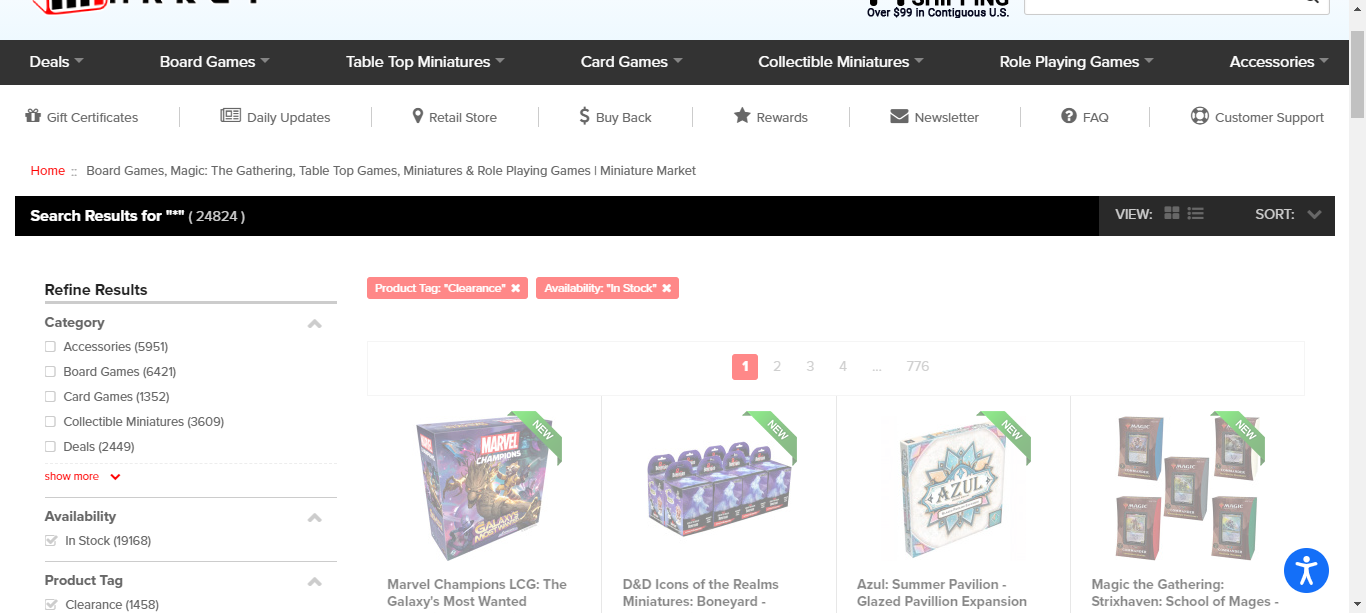 SHIPPING
Over $99 in Contiguous U.S.
Deals
Board Games
Table Top Miniatures
Card Games
Collectible Miniatures
Role Playing Games
Accessories
Gift Certificates
Daily Updates
Retail Store
Buy Back
Rewards
Newsletter
FAQ
Customer Support
Home :: Board Games, Magic: The Gathering, Table Top Games, Miniatures & Role Playing Games | Miniature Market
Search Results for "*" ( 24824 )
VIEW:
SORT:
Refine Results
Category
Accessories (5951)
Board Games (6421)
Card Games (1352)
Collectible Miniatures (3609)
Deals (2449)
show more
Availability
In Stock (19168)
Product Tag
Clearance (1458)
Product Tag: "Clearance" ✖
Availability: "In Stock" ✖
1 2 3 4 ... 776
NEW
MARVEL
CHAMPIONS
GALAXY'S
MOST WANTED
Marvel Champions LCG: The
Galaxy's Most Wanted
NEW
D&D Icons of the Realms
Miniatures: Boneyard -
NEW
AZUL
Azul: Summer Pavilion -
Glazed Pavillion Expansion
NEW
MAGIC
MAGIC
MAGIC
MAGIC
MAGIC
Magic the Gathering:
Strixhaven: School of Mages -